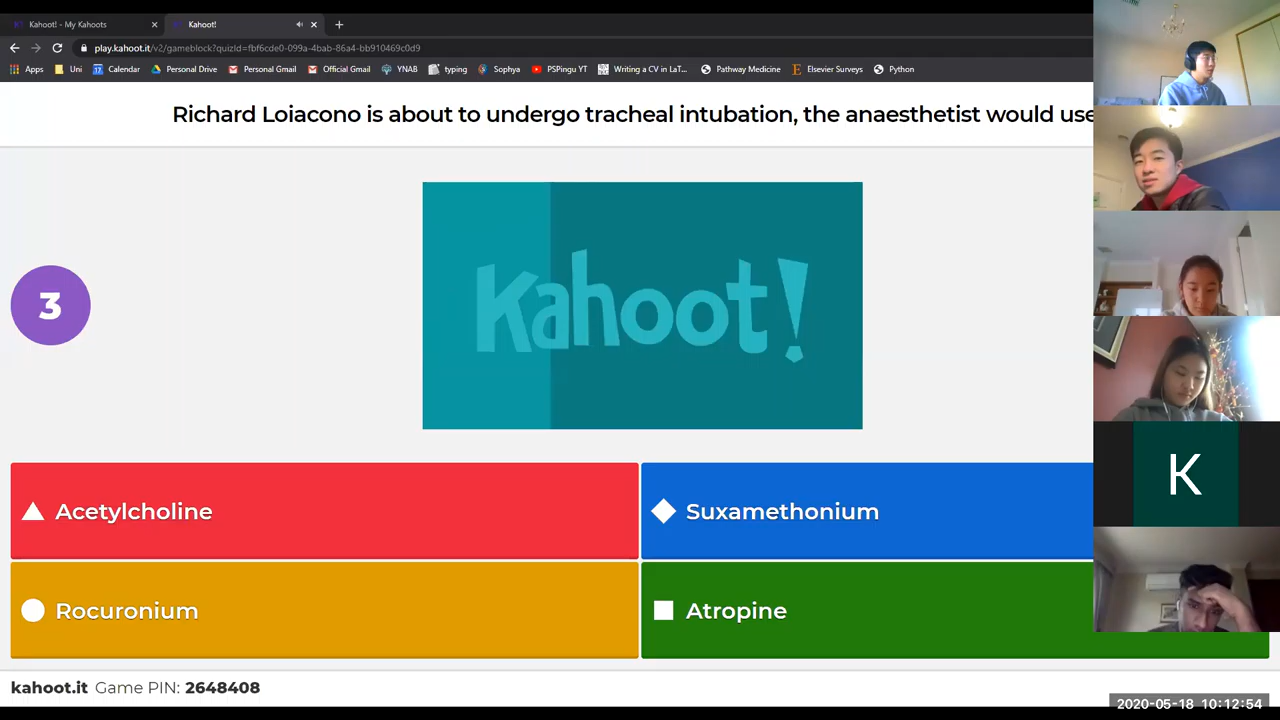 Kahoot! - My Kahoots
Kahoot!
play.kahoot.it/v2/gameblock?quizId=fbf6cde0-099a-4bab-86a4-bb910469c0d9
Apps Uni Calendar Personal Drive Personal Gmail Official Gmail YNAB typing Sophya PSPingu YT Writing a CV in LaT... Pathway Medicine Elsevier Surveys Python
Richard Loiacono is about to undergo tracheal intubation, the anaesthetist would use
Kahoot!
3
Acetylcholine
Suxamethonium
Rocuronium
Atropine
K
kahoot.it Game PIN: 2648408
2020-05-18 10:12:54